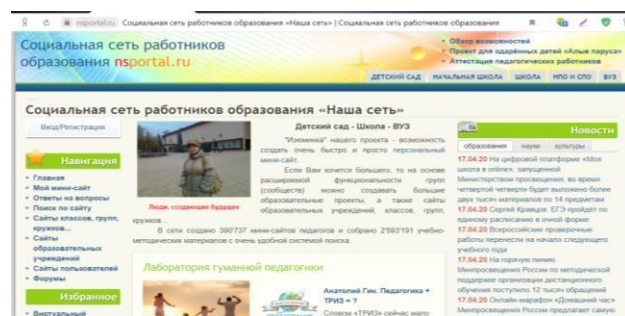 nsportal.ru Социальная сеть работников образования «Наша сеть» | Социальная сеть работников образования
Социальная сеть работников
образования nsportal.ru
Обзор возможностей
Проект для одарённых детей «Алые паруса»
Аттестация педагогических работников
ДЕТСКИЙ САД НАЧАЛЬНАЯ ШКОЛА ШКОЛА НПО И СПО ВУЗ
Социальная сеть работников образования «Наша сеть»
Вход/Регистрация
Навигация
Главная
Мой мини-сайт
Ответы на вопросы
Поиск по сайту
Сайты классов, групп,
кружков...
Сайты
образовательных
учреждений
Сайты пользователей
Форумы
Избранное
Виртуальный
Люди, создающие будущее
Детский сад - Школа - ВУЗ
"Изюминка" нашего проекта - возможность
создать очень быстро и просто персональный
мини-сайт.
Если Вам хочется большего, то на основе
расширяемой функциональности групп
(сообществ) можно создавать большие
образовательные проекты, а также сайты
образовательных учреждений, классов, групп,
кружков...
В сети создано 390'737 мини-сайтов педагогов и собрано 2'593'191 учебно-
методических материалов с очень удобной системой поиска.
Лаборатория гуманной педагогики
Анатолий Гин. Педагогика +
ТРИЗ = ?
Словом «ТРИЗ» сейчас мало
Новости
образования науки культуры
17.04.20 На цифровой платформе «Моя
школа в online», запущенной
Министерством просвещения, во время
четвертой четверти будет выложено более
двух тысяч материалов по 14 предметам
17.04.20 Сергей Кравцов: ЕГЭ пройдёт по
единому расписанию в очной форме
17.04.20 Всероссийские проверочные
работы перенесли на начало следующего
учебного года
17.04.20 На горячую линию
Минпросвещения России по методической
поддержке организации дистанционного
обучения поступило 12 тысяч обращений
17.04.20 Онлайн-марафон «Домашний час»
Минпросвещения России предлагает самую